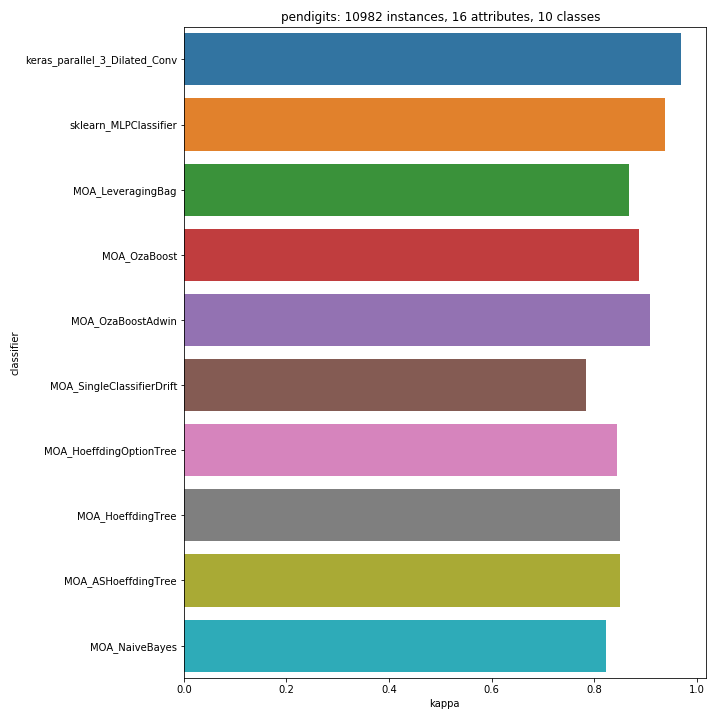 pendigits: 10982 instances, 16 attributes, 10 classes
classifier
keras_parallel_3_Dilated_Conv
sklearn_MLPClassifier
MOA_LeveragingBag
MOA_OzaBoost
MOA_OzaBoostAdwin
MOA_SingleClassifierDrift
MOA_HoeffdingOptionTree
MOA_HoeffdingTree
MOA_ASHoeffdingTree
MOA_NaiveBayes
0.0 0.2 0.4 0.6 0.8 1.0
kappa